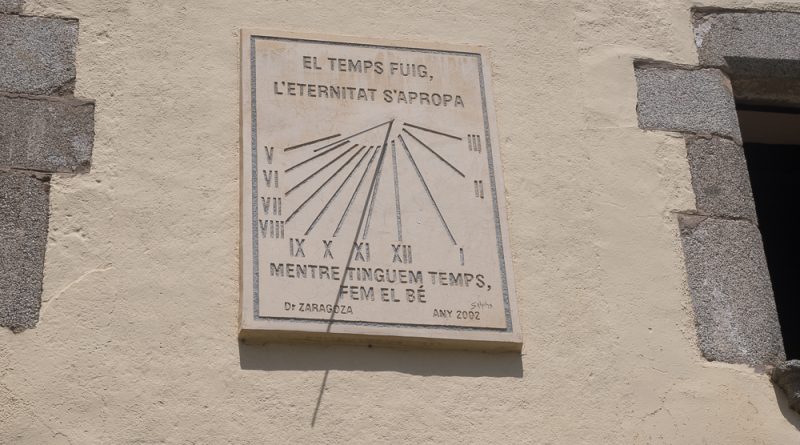 EL TEMPS FUIG,
L'ETERNITAT S'APROPA
V
VI
VII
VIII
IX X XI XII I
II
III
MENTRE TINGUEM TEMPS,
FEM EL BÉ
Dr ZARAGOZA
ANY 2002